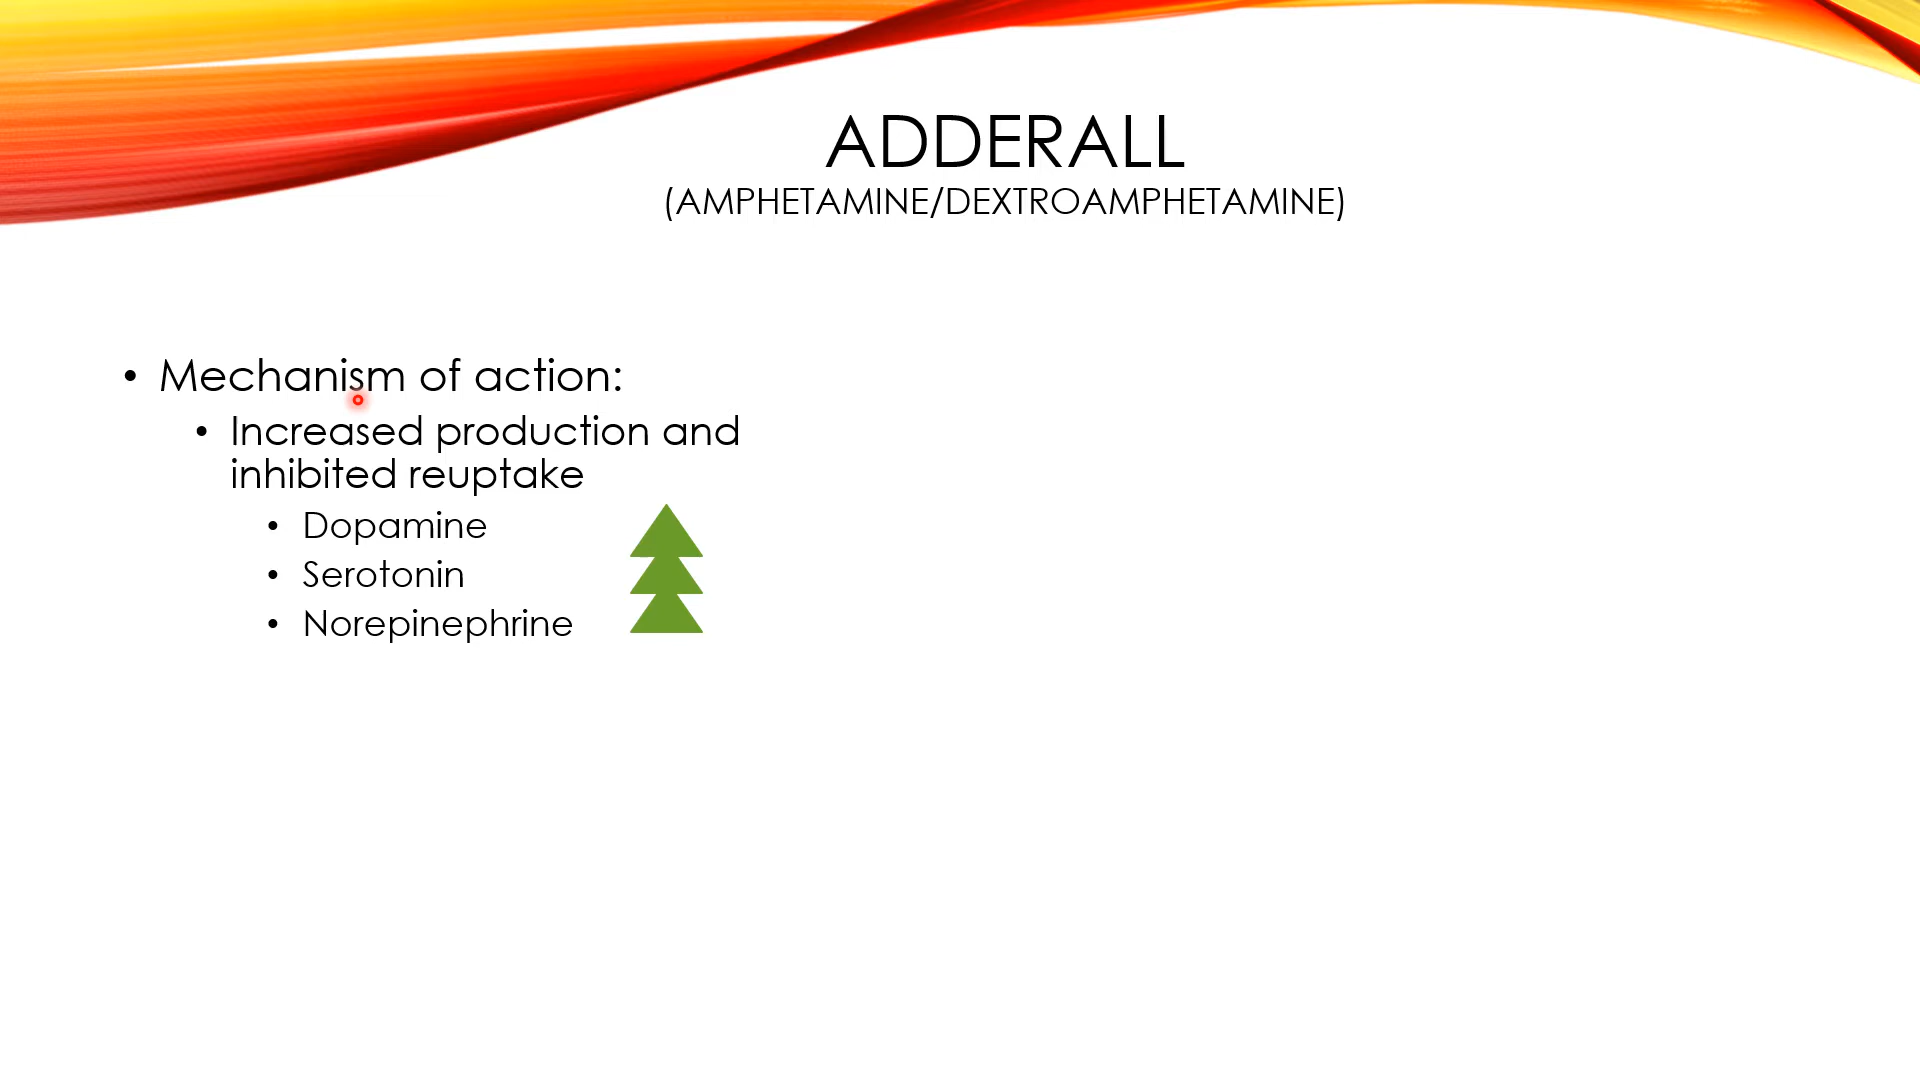 ADDERALL
(AMPHETAMINE/DEXTROAMPHETAMINE)
• Mechanism of action:
• Increased production and
inhibited reuptake
• Dopamine
• Serotonin
• Norepinephrine